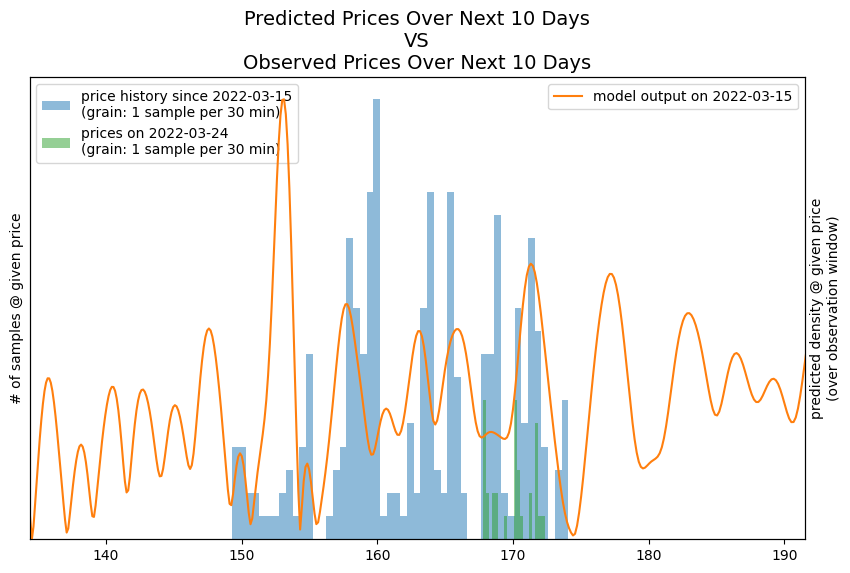 Predicted Prices Over Next 10 Days
VS
Observed Prices Over Next 10 Days
price history since 2022-03-15
(grain: 1 sample per 30 min)
prices on 2022-03-24
(grain: 1 sample per 30 min)
model output on 2022-03-15
# of samples @ given price
predicted density @ given price
(over observation window)
140 150 160 170 180 190